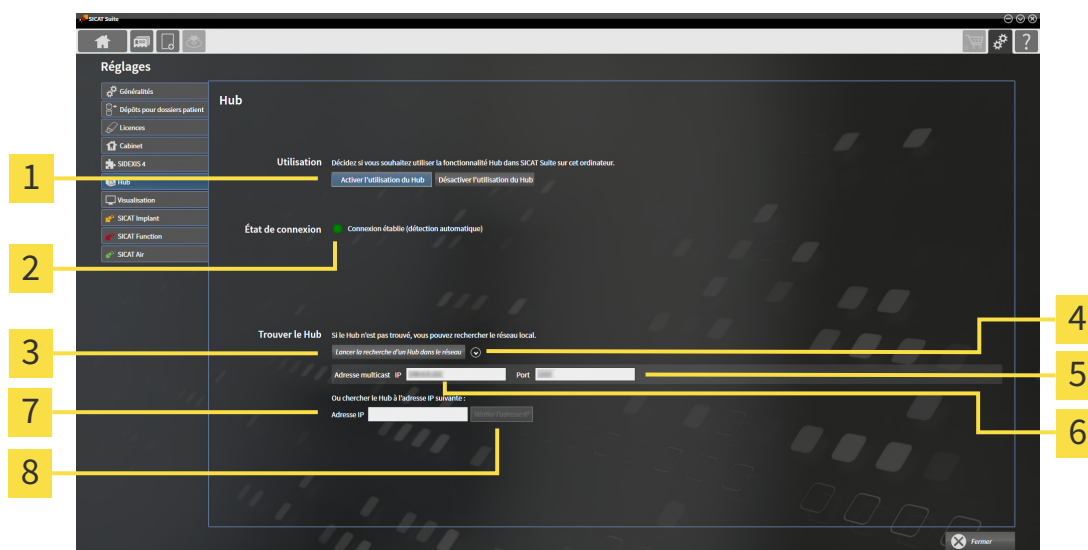 SICAT Suite
?
Réglages
Généralités
Dépôts pour dossiers patient
Licences
Cabinet
SIDEXIS 4
Hub
Visualisation
SICAT Implant
SICAT Function
SICAT Air
Hub
Utilisation Décidez si vous souhaitez utiliser la fonctionnalité Hub dans SICAT Suite sur cet ordinateur.
Activer l'utilisation du Hub Désactiver l'utilisation du Hub
État de connexion Connexion établie (détection automatique)
Trouver le Hub Si le Hub n'est pas trouvé, vous pouvez rechercher le réseau local.
Lancer la recherche d'un Hub dans le réseau
Adresse multicast IP Port
Ou chercher le Hub à l'adresse IP suivante :
Adresse IP Vérifier l'adresse IP
Fermer
1
2
3
4
5
6
7
8